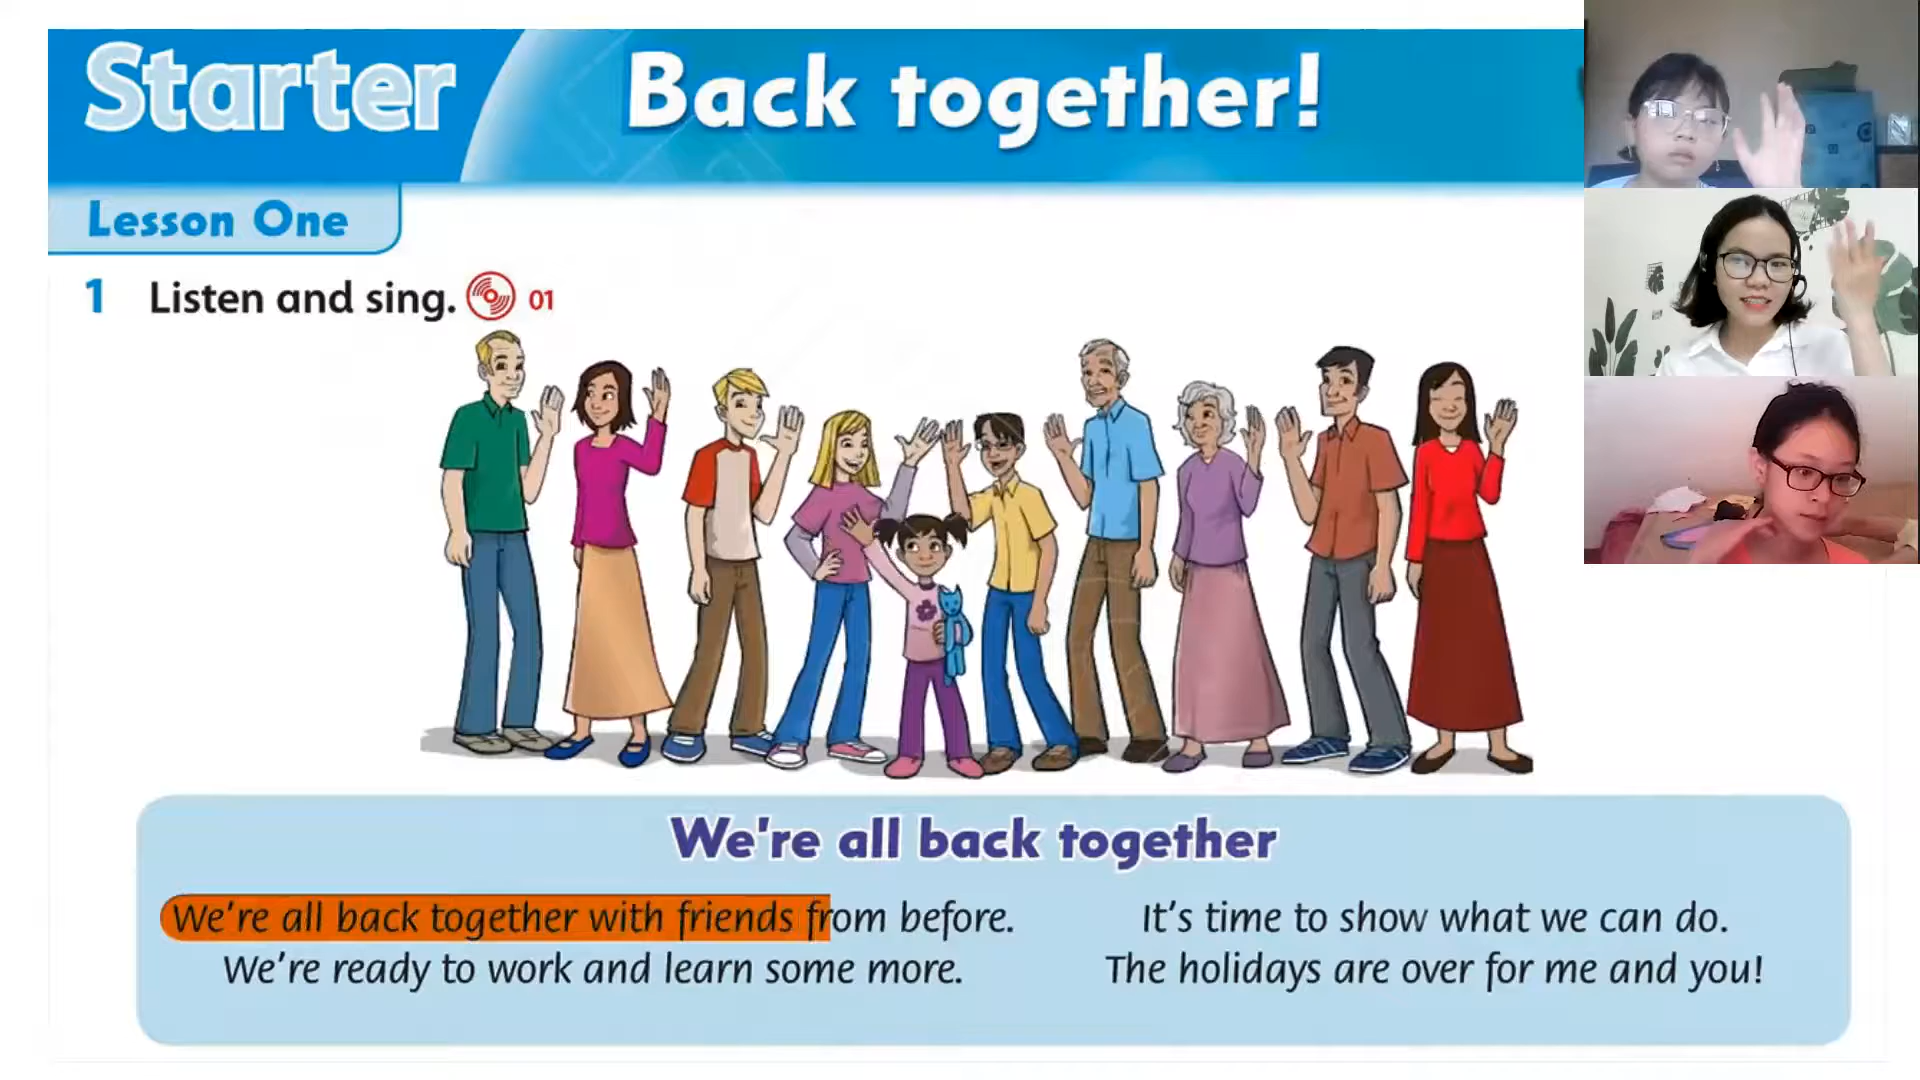 Starter
Back together!
Lesson One
1 Listen and sing. 01
We're all back together
We're all back together with friends from before.
We're ready to work and learn some more.
It's time to show what we can do.
The holidays are over for me and you!